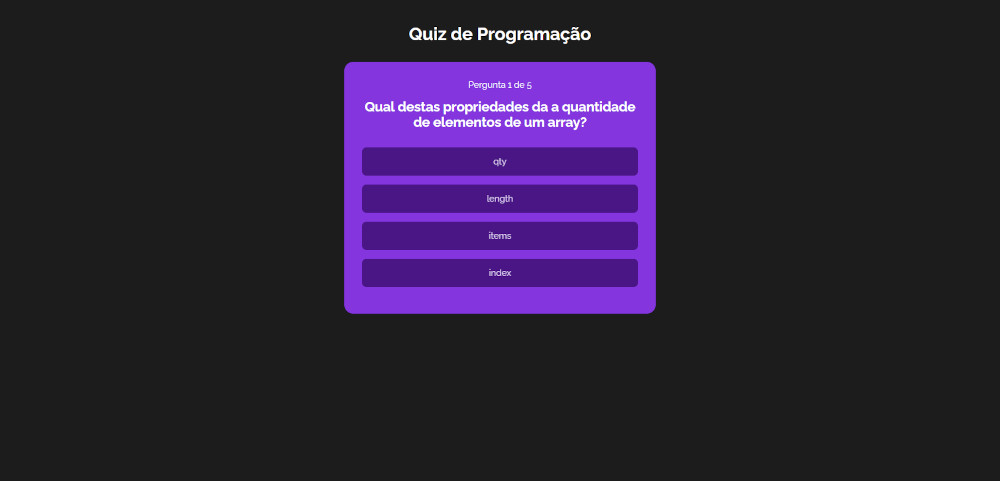 Quiz de Programação
Pergunta 1 de 5
Qual destas propriedades da a quantidade
de elementos de um array?
qty
length
items
index